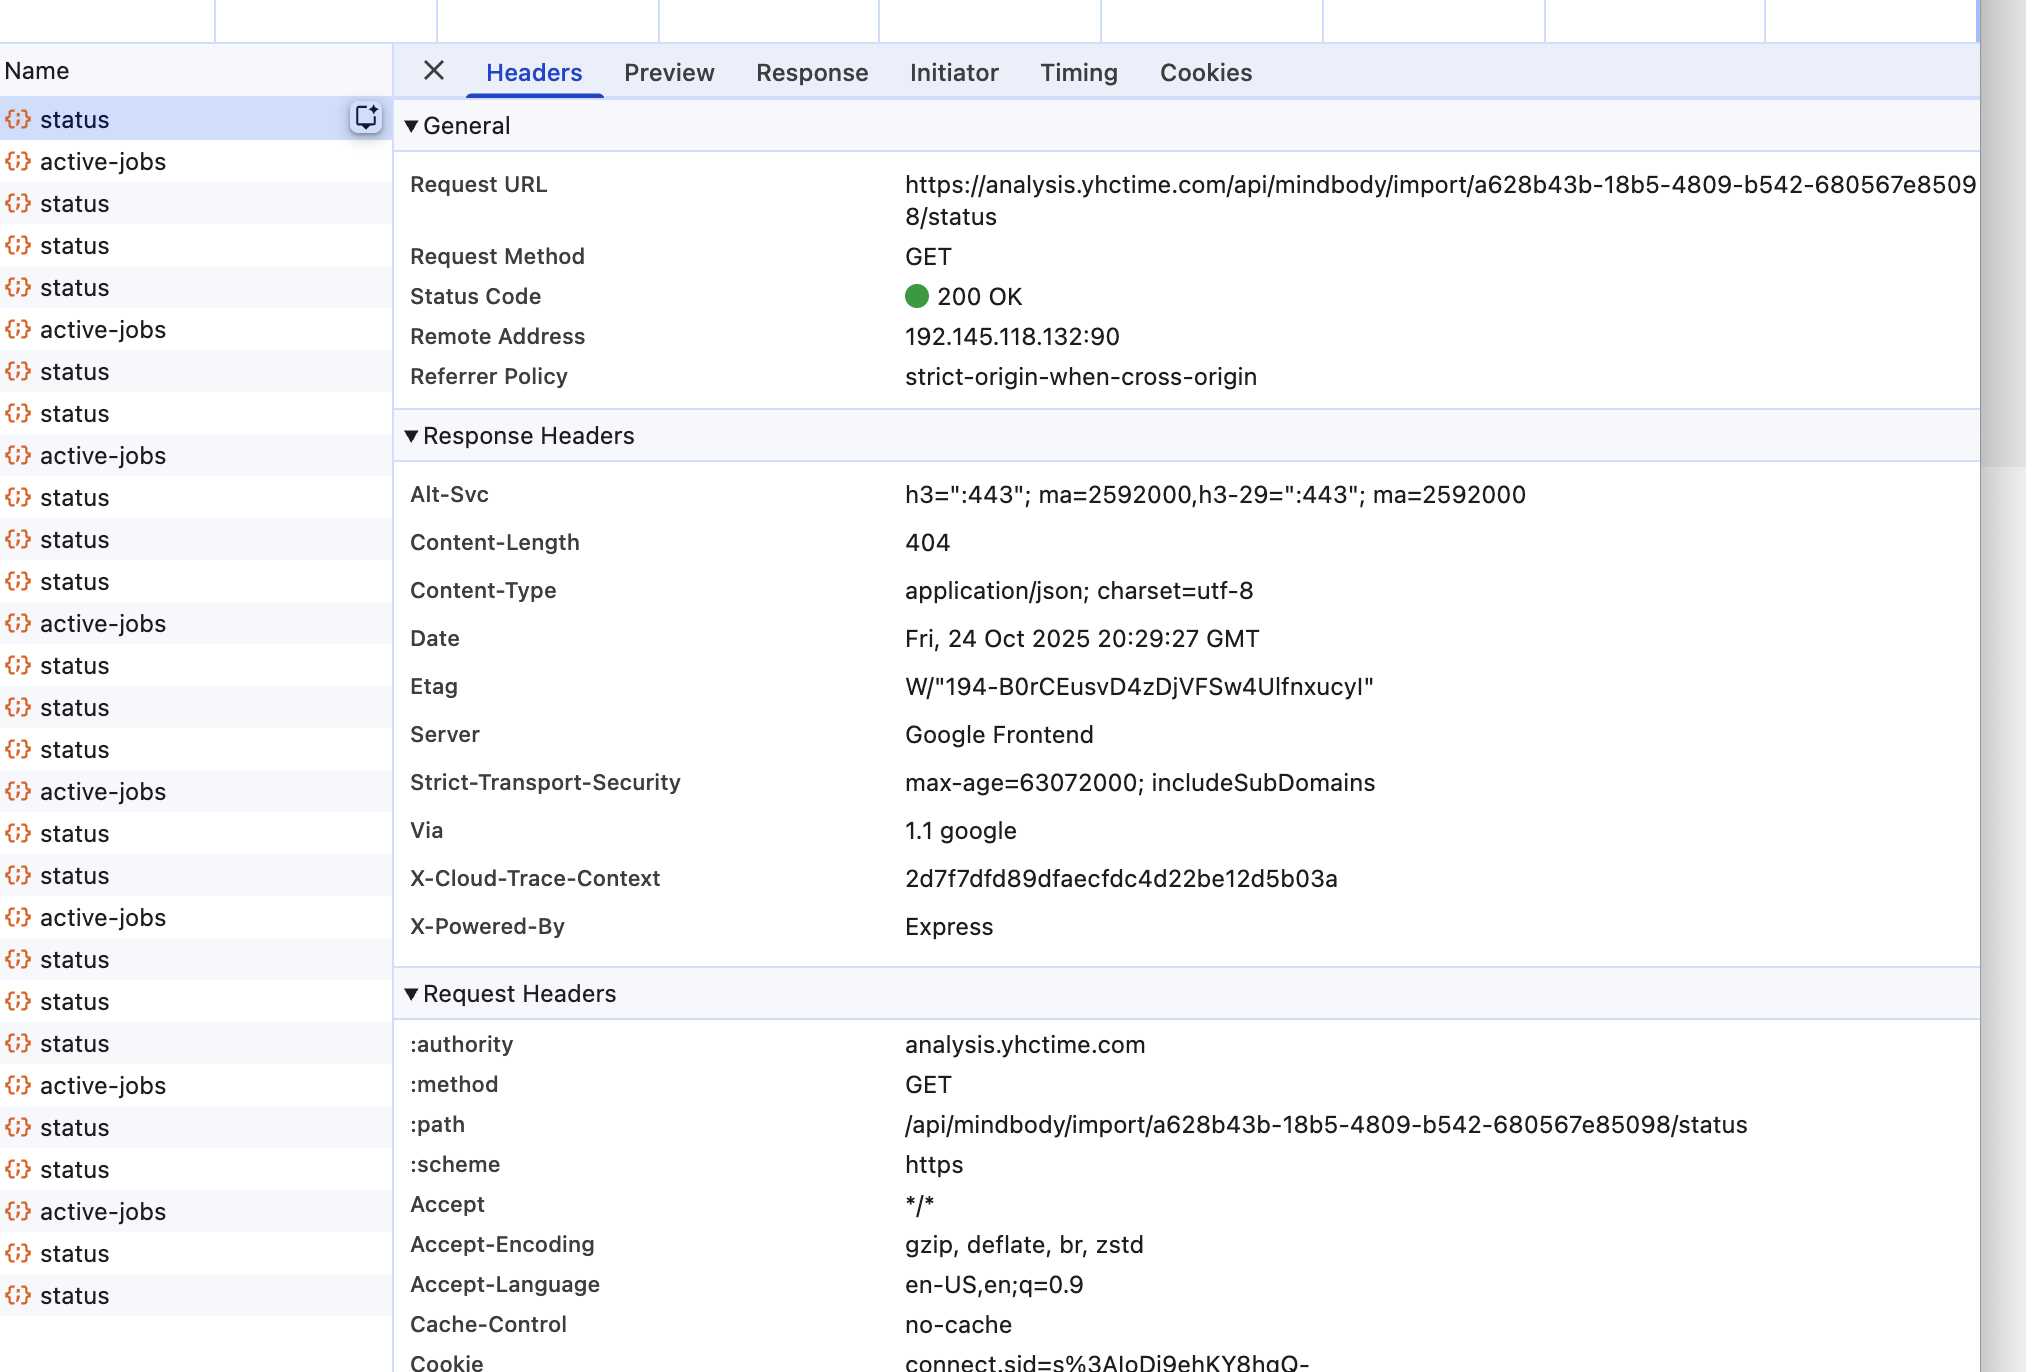 Name
status
active-jobs
status
status
status
active-jobs
status
status
active-jobs
status
status
status
active-jobs
status
status
status
active-jobs
status
status
active-jobs
status
status
status
active-jobs
status
status
active-jobs
status
status
Headers Preview Response Initiator Timing Cookies
General
Request URL https://analysis.yhctime.com/api/mindbody/import/a628b43b-18b5-4809-b542-680567e8509
8/status
Request Method GET
Status Code 200 OK
Remote Address 192.145.118.132:90
Referrer Policy strict-origin-when-cross-origin
Response Headers
Alt-Svc h3=":443"; ma=2592000,h3-29=":443"; ma=2592000
Content-Length 404
Content-Type application/json; charset=utf-8
Date Fri, 24 Oct 2025 20:29:27 GMT
Etag W/"194-B0rCEusvD4zDjVFSw4UlfnxucyI"
Server Google Frontend
Strict-Transport-Security max-age=63072000; includeSubDomains
Via 1.1 google
X-Cloud-Trace-Context 2d7f7dfd89dfaecfdc4d22be12d5b03a
X-Powered-By Express
Request Headers
:authority analysis.yhctime.com
:method GET
:path /api/mindbody/import/a628b43b-18b5-4809-b542-680567e85098/status
:scheme https
Accept */*
Accept-Encoding gzip, deflate, br, zstd
Accept-Language en-US,en;q=0.9
Cache-Control no-cache
Cookie